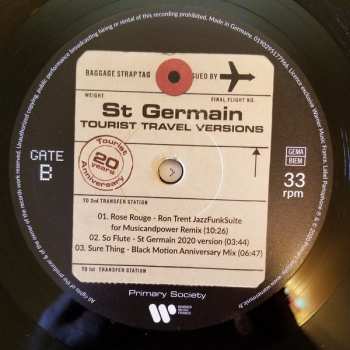 BAGGAGE STRAP TAG
UED BY
WEIGHT
FINAL FLIGHT NO.
St Germain
TOURIST TRAVEL VERSIONS
GATE
B
Tourist
20
years
Anniversary
GEMA
BIEM
33
rpm
TO 2nd TRANSFER STATION
01. Rose Rouge - Ron Trent JazzFunkSuite
for Musicandpower Remix (10:26)
02. So Flute - St Germain 2020 version (03:44)
03. Sure Thing - Black Motion Anniversary Mix (06:47)
TO 1st TRANSFER STATION
Primary Society